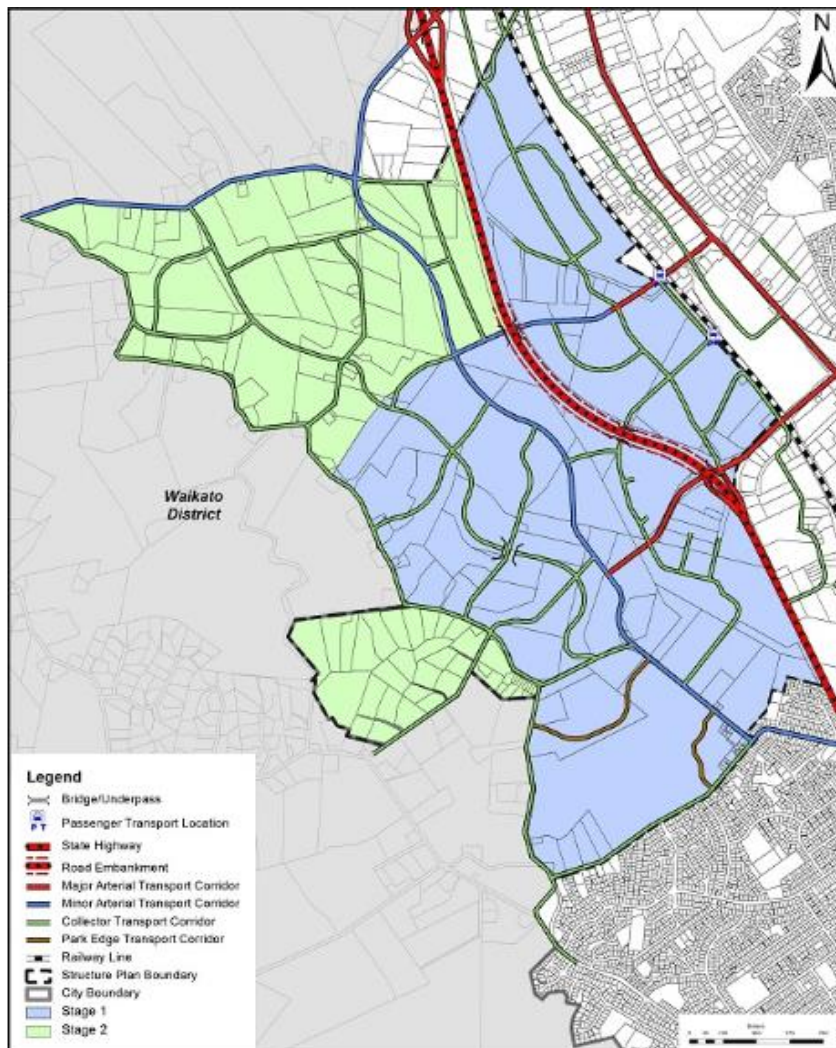 N
Waikato
District
Legend
Bridge/Underpass
P T
Passenger Transport Location
State Highway
Road Embankment
Major Arterial Transport Corridor
Minor Arterial Transport Corridor
Collector Transport Corridor
Park Edge Transport Corridor
Railway Line
Structure Plan Boundary
City Boundary
Stage 1
Stage 2